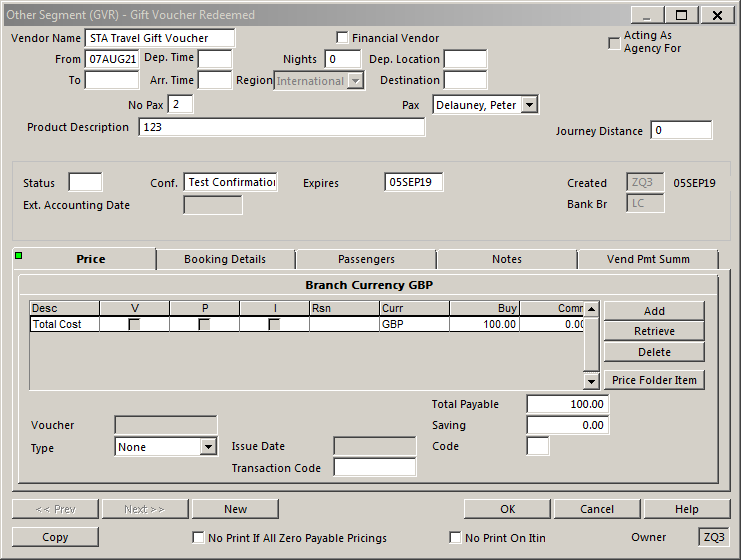 Other Segment (GVR) - Gift Voucher Redeemed
Vendor Name STA Travel Gift Voucher Financial Vendor Acting As Agency For
From 07AUG21 Dep. Time Nights 0 Dep. Location
To Arr. Time Region International Destination
No Pax 2 Pax Delauney, Peter
Product Description 123 Journey Distance 0
Status Conf. Test Confirmation Expires 05SEP19 Created ZQ3 05SEP19
Ext. Accounting Date Bank Br LC
Price Booking Details Passengers Notes Vend Pmt Summ
Branch Currency GBP
Desc V P I Rsn Curr Buy Comm Add
Total Cost GBP 100.00 0.00 Retrieve
Delete
Price Folder Item
Total Payable 100.00
Voucher Saving 0.00
Type None Issue Date Code
Transaction Code
<< Prev Next >> New OK Cancel Help
Copy No Print If All Zero Payable Pricings No Print On Itin Owner ZQ3